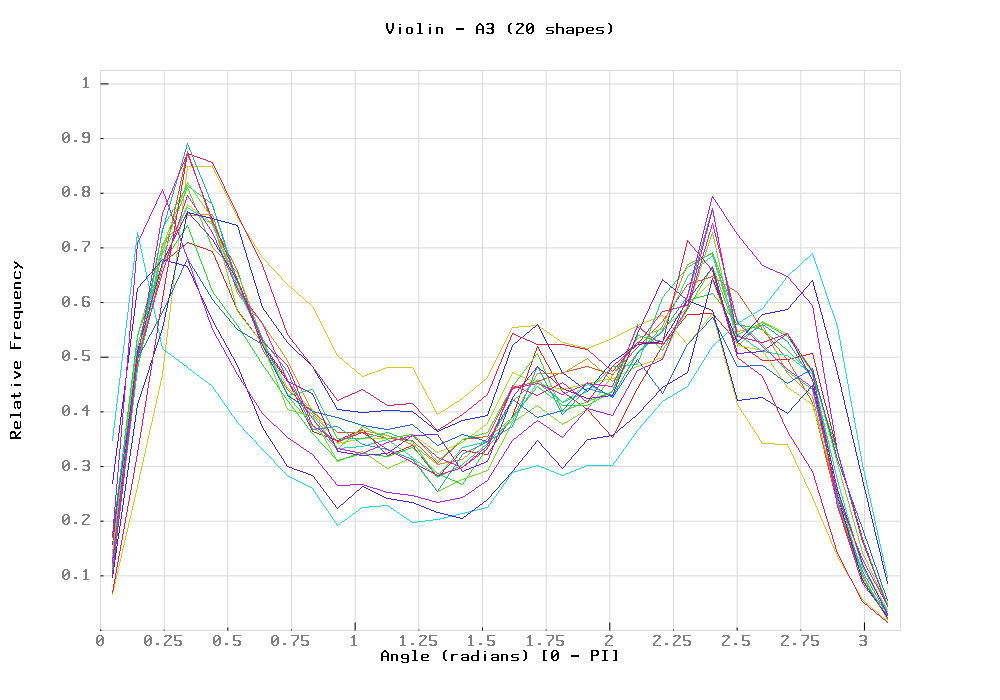 Violin - A3 (20 shapes)
1
0.9
0.8
0.7
0.6
0.5
0.4
0.3
0.2
0.1
Relative Frequency
0 0.25 0.5 0.75 1 1.25 1.5 1.75 2 2.25 2.5 2.75 3
Angle (radians) [0 - PI]